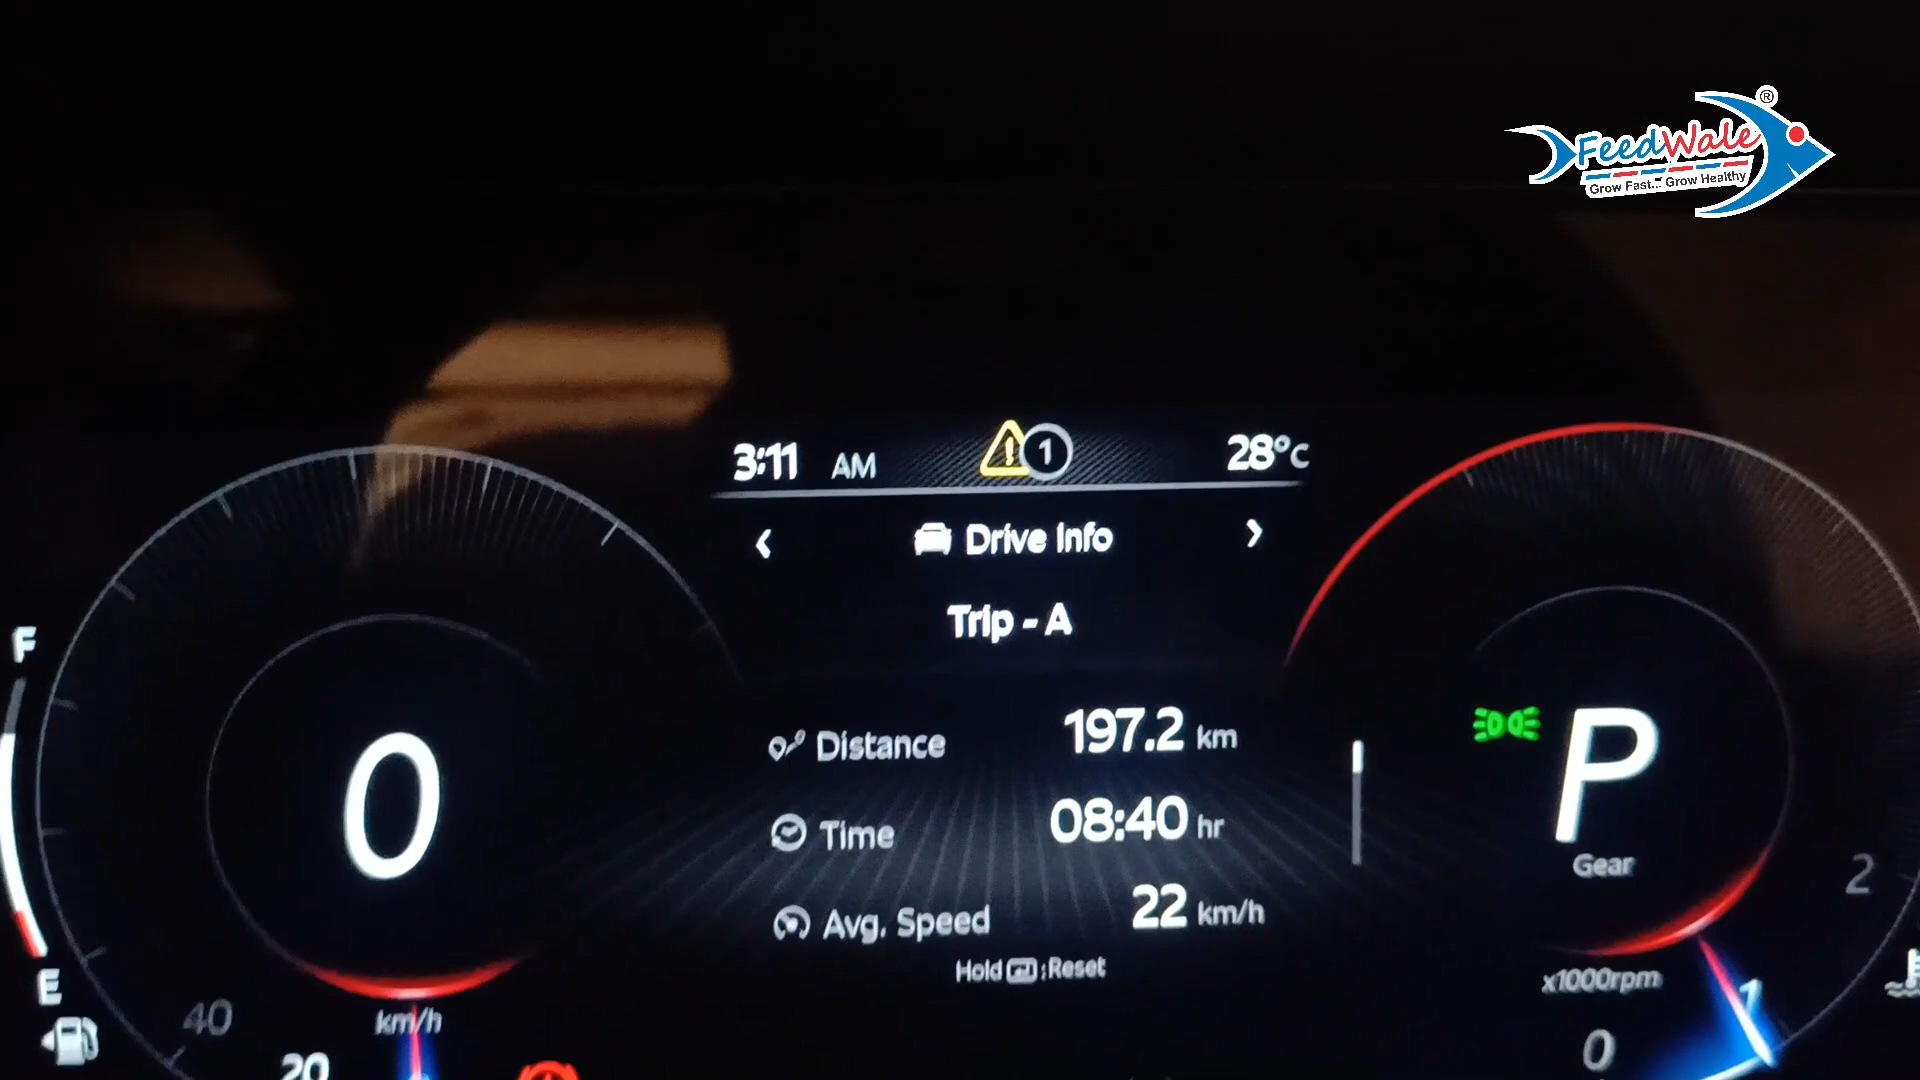 ®
FeedWale
Grow Fast... Grow Healthy
3:11 AM 1 28°C
Drive Info
Trip - A
Distance 197.2 km
Time 08:40 hr
Avg. Speed 22 km/h
Hold :Reset
F
E
0
km/h
40
20
P
Gear
x1000rpm
2
1
0